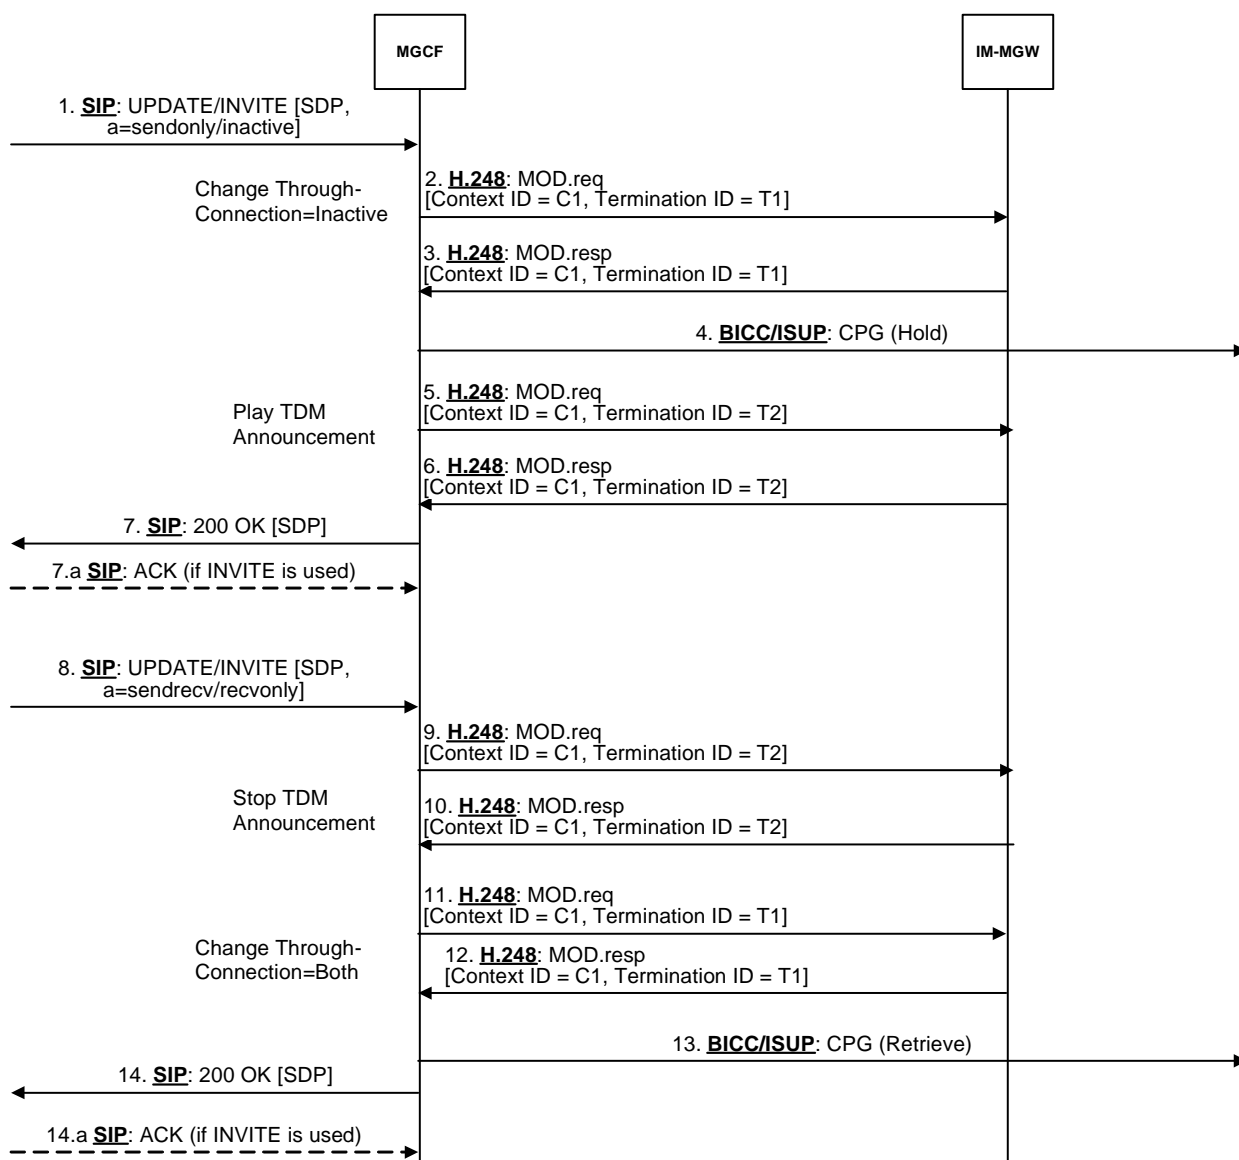 MGCF
IM-MGW
1. SIP: UPDATE/INVITE [SDP,
a=sendonly/inactive]
Change Through-
Connection=Inactive
2. H.248: MOD.req
[Context ID = C1, Termination ID = T1]
3. H.248: MOD.resp
[Context ID = C1, Termination ID = T1]
4. BICC/ISUP: CPG (Hold)
Play TDM
Announcement
5. H.248: MOD.req
[Context ID = C1, Termination ID = T2]
6. H.248: MOD.resp
[Context ID = C1, Termination ID = T2]
7. SIP: 200 OK [SDP]
7.a SIP: ACK (if INVITE is used)
8. SIP: UPDATE/INVITE [SDP,
a=sendrecv/recvonly]
9. H.248: MOD.req
[Context ID = C1, Termination ID = T2]
Stop TDM
Announcement
10. H.248: MOD.resp
[Context ID = C1, Termination ID = T2]
11. H.248: MOD.req
[Context ID = C1, Termination ID = T1]
Change Through-
Connection=Both
12. H.248: MOD.resp
[Context ID = C1, Termination ID = T1]
13. BICC/ISUP: CPG (Retrieve)
14. SIP: 200 OK [SDP]
14.a SIP: ACK (if INVITE is used)